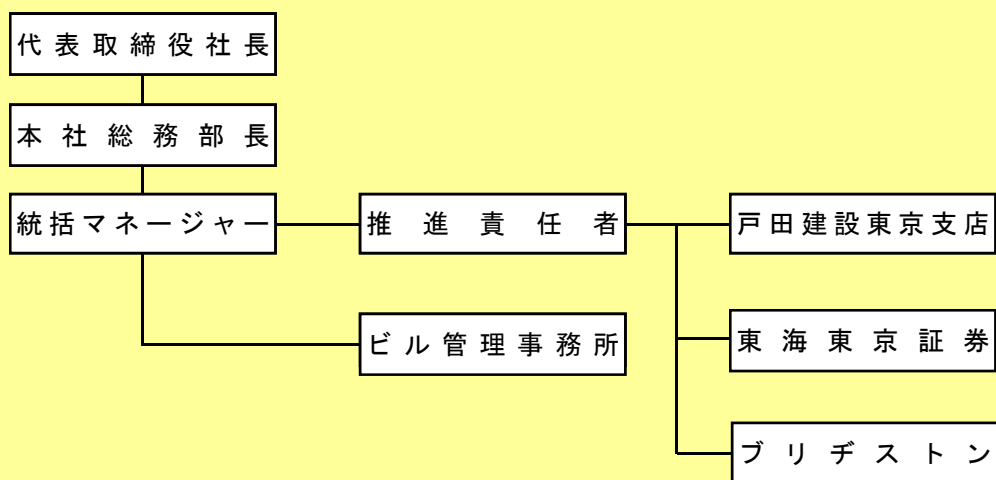 代表取締役社長
本社総務部長
統括マネージャー
推進責任者
戸田建設東京支店
ビル管理事務所
東海東京証券
ブリヂストン